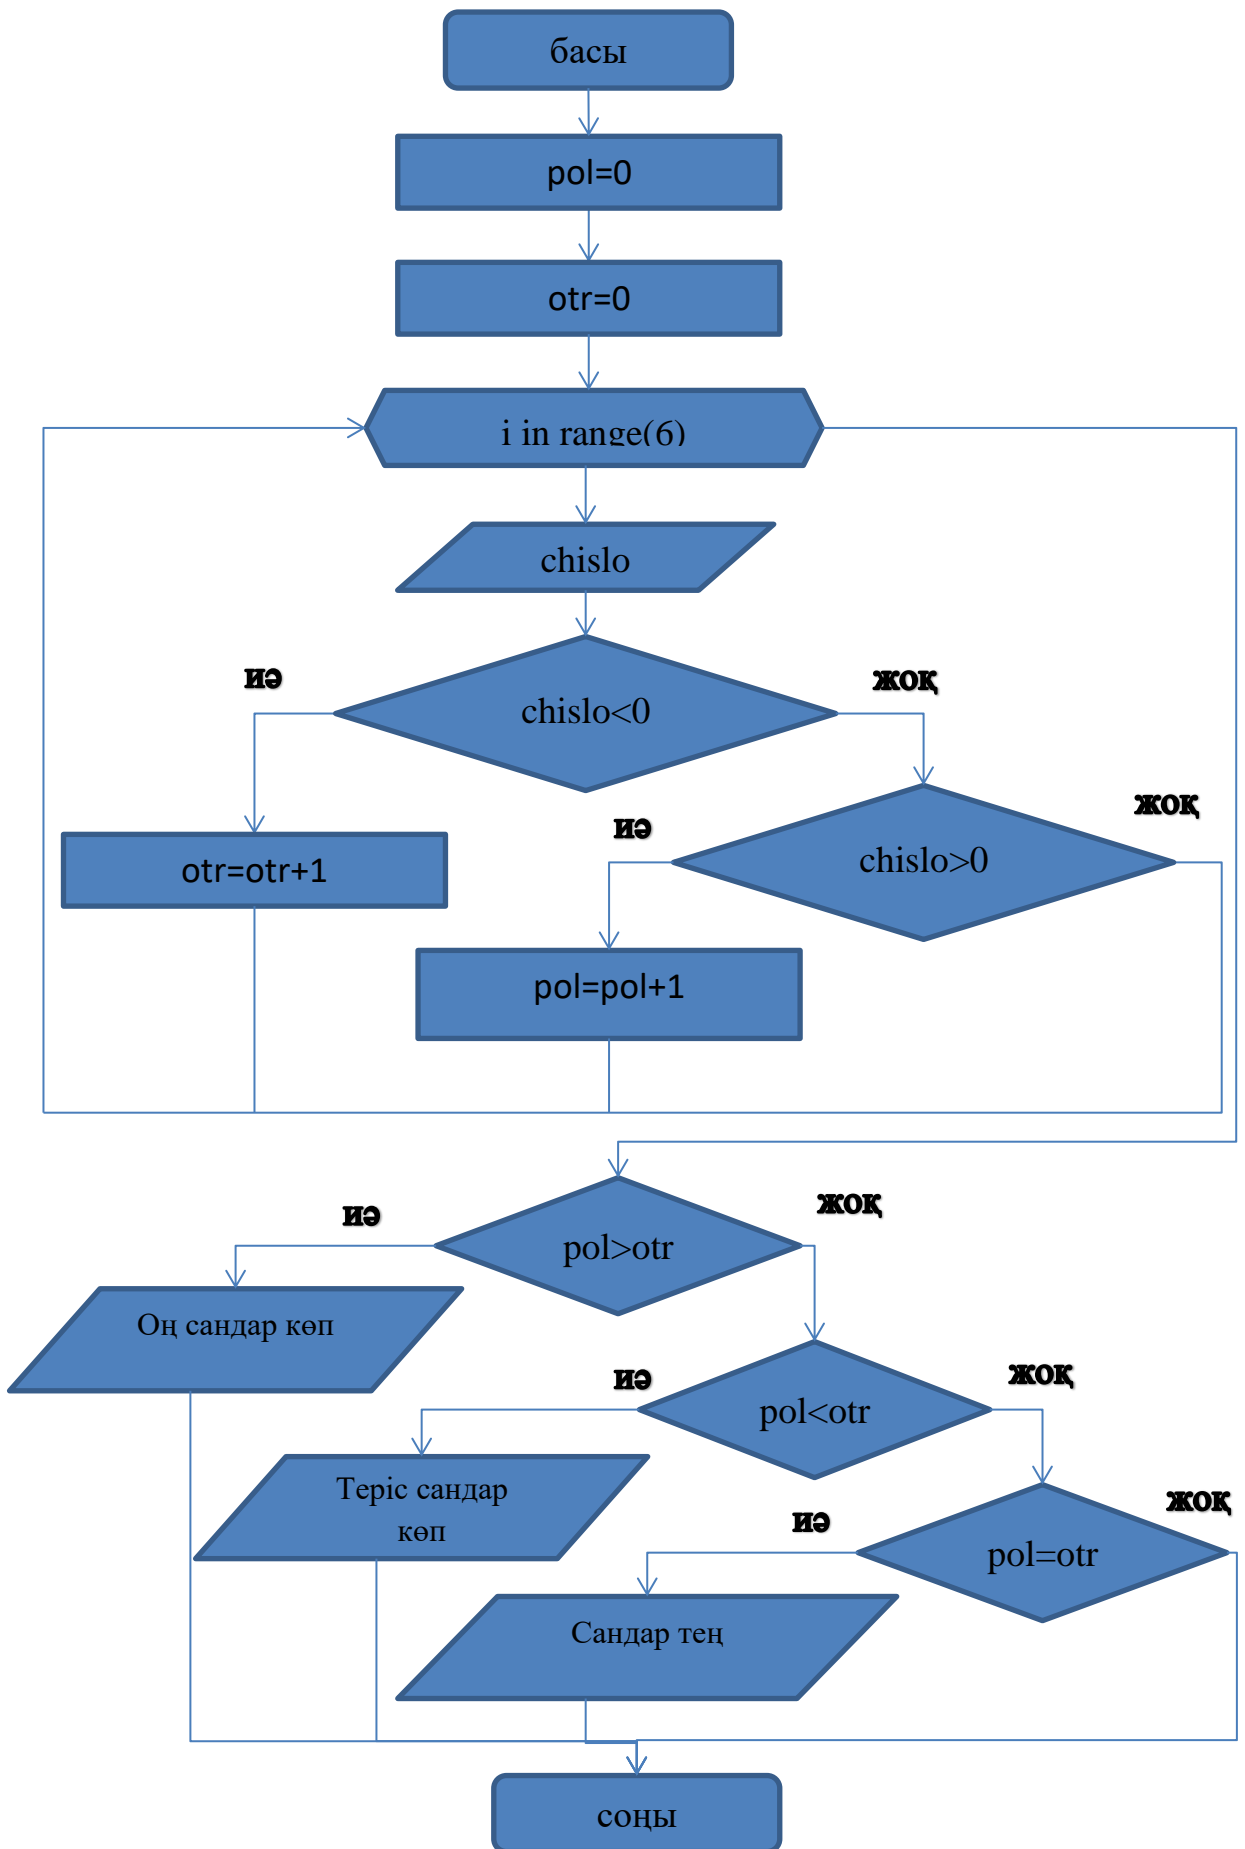 басы
pol=0
otr=0
i in range(6)
chislo
иә
жоқ
chislo<0
иә
жоқ
chislo>0
otr=otr+1
pol=pol+1
иә
жоқ
pol>otr
Оң сандар көп
иә
жоқ
pol<otr
Теріс сандар
көп
иә
жоқ
pol=otr
Сандар тең
соңы